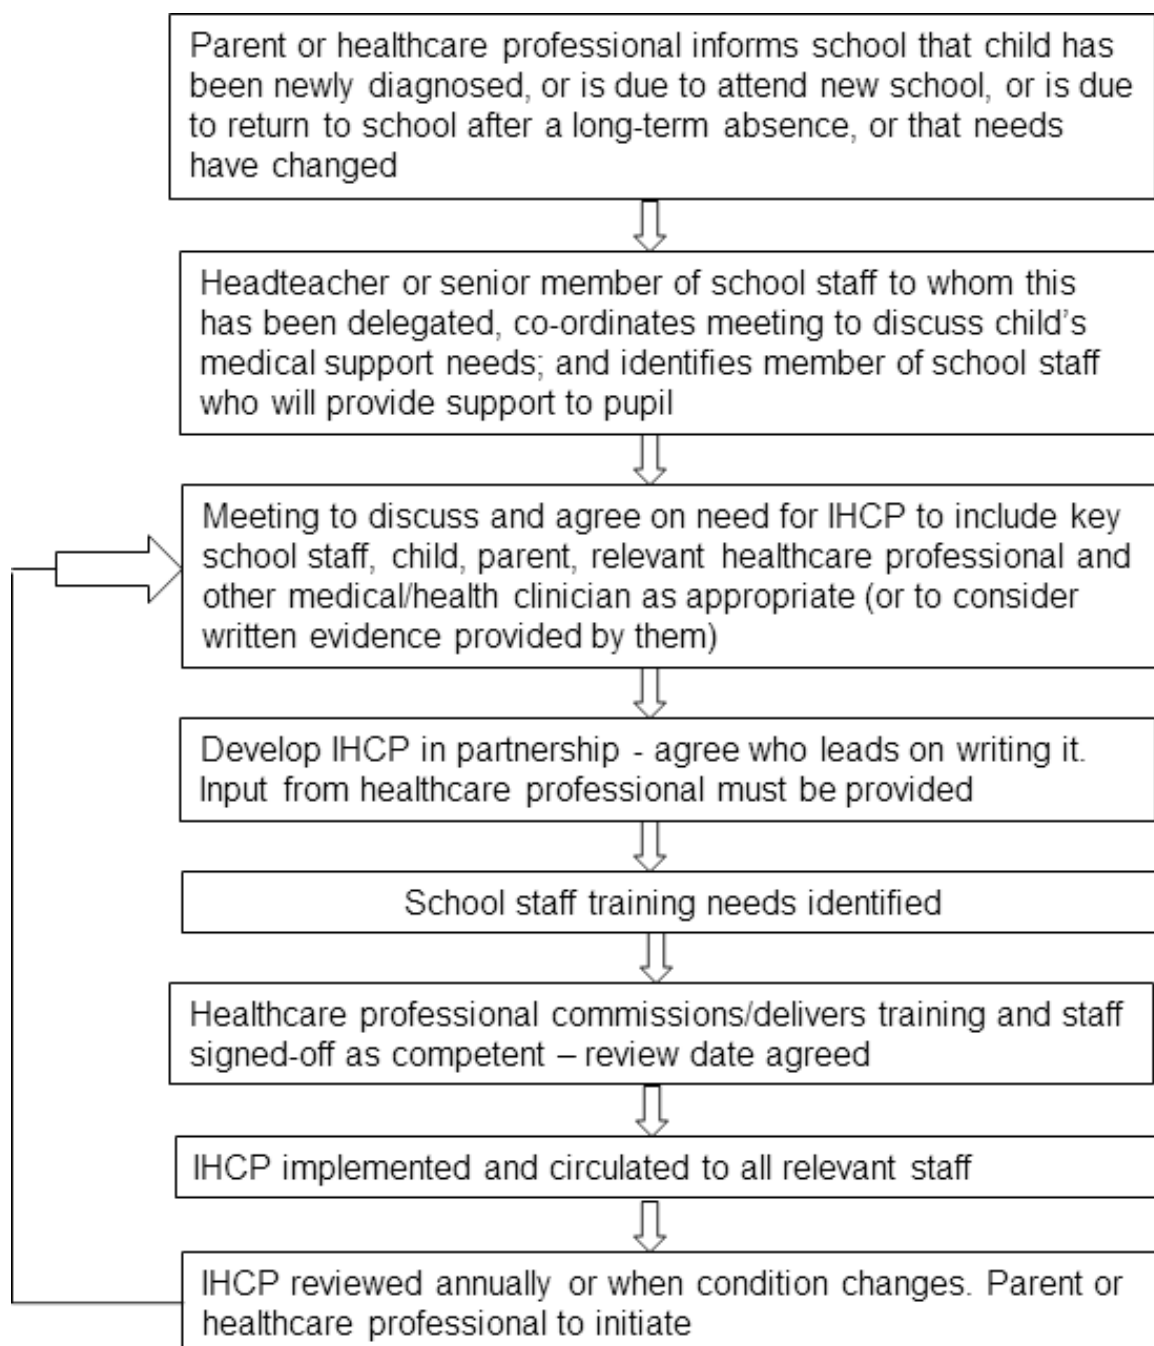 Parent or healthcare professional informs school that child has
been newly diagnosed, or is due to attend new school, or is due
to return to school after a long-term absence, or that needs
have changed
Headteacher or senior member of school staff to whom this
has been delegated, co-ordinates meeting to discuss child's
medical support needs; and identifies member of school staff
who will provide support to pupil
Meeting to discuss and agree on need for IHCP to include key
school staff, child, parent, relevant healthcare professional and
other medical/health clinician as appropriate (or to consider
written evidence provided by them)
Develop IHCP in partnership - agree who leads on writing it.
Input from healthcare professional must be provided
School staff training needs identified
Healthcare professional commissions/delivers training and staff
signed-off as competent – review date agreed
IHCP implemented and circulated to all relevant staff
IHCP reviewed annually or when condition changes. Parent or
healthcare professional to initiate